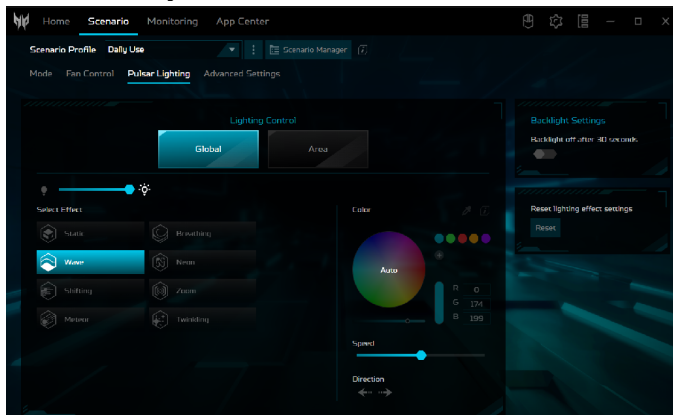 Home Scenario Monitoring App Center
Scenario Profile Daily Use Scenario Manager
Mode Fan Control Pulsar Lighting Advanced Settings
Lighting Control
Global Area
Select Effect
Static Breathing
Wave Neon
Shifting Zoom
Meteor Twinkling
Color
Auto
R 0
G 174
B 199
Speed
Direction
Backlight Settings
Backlight off after 30 seconds
Reset lighting effect settings
Reset